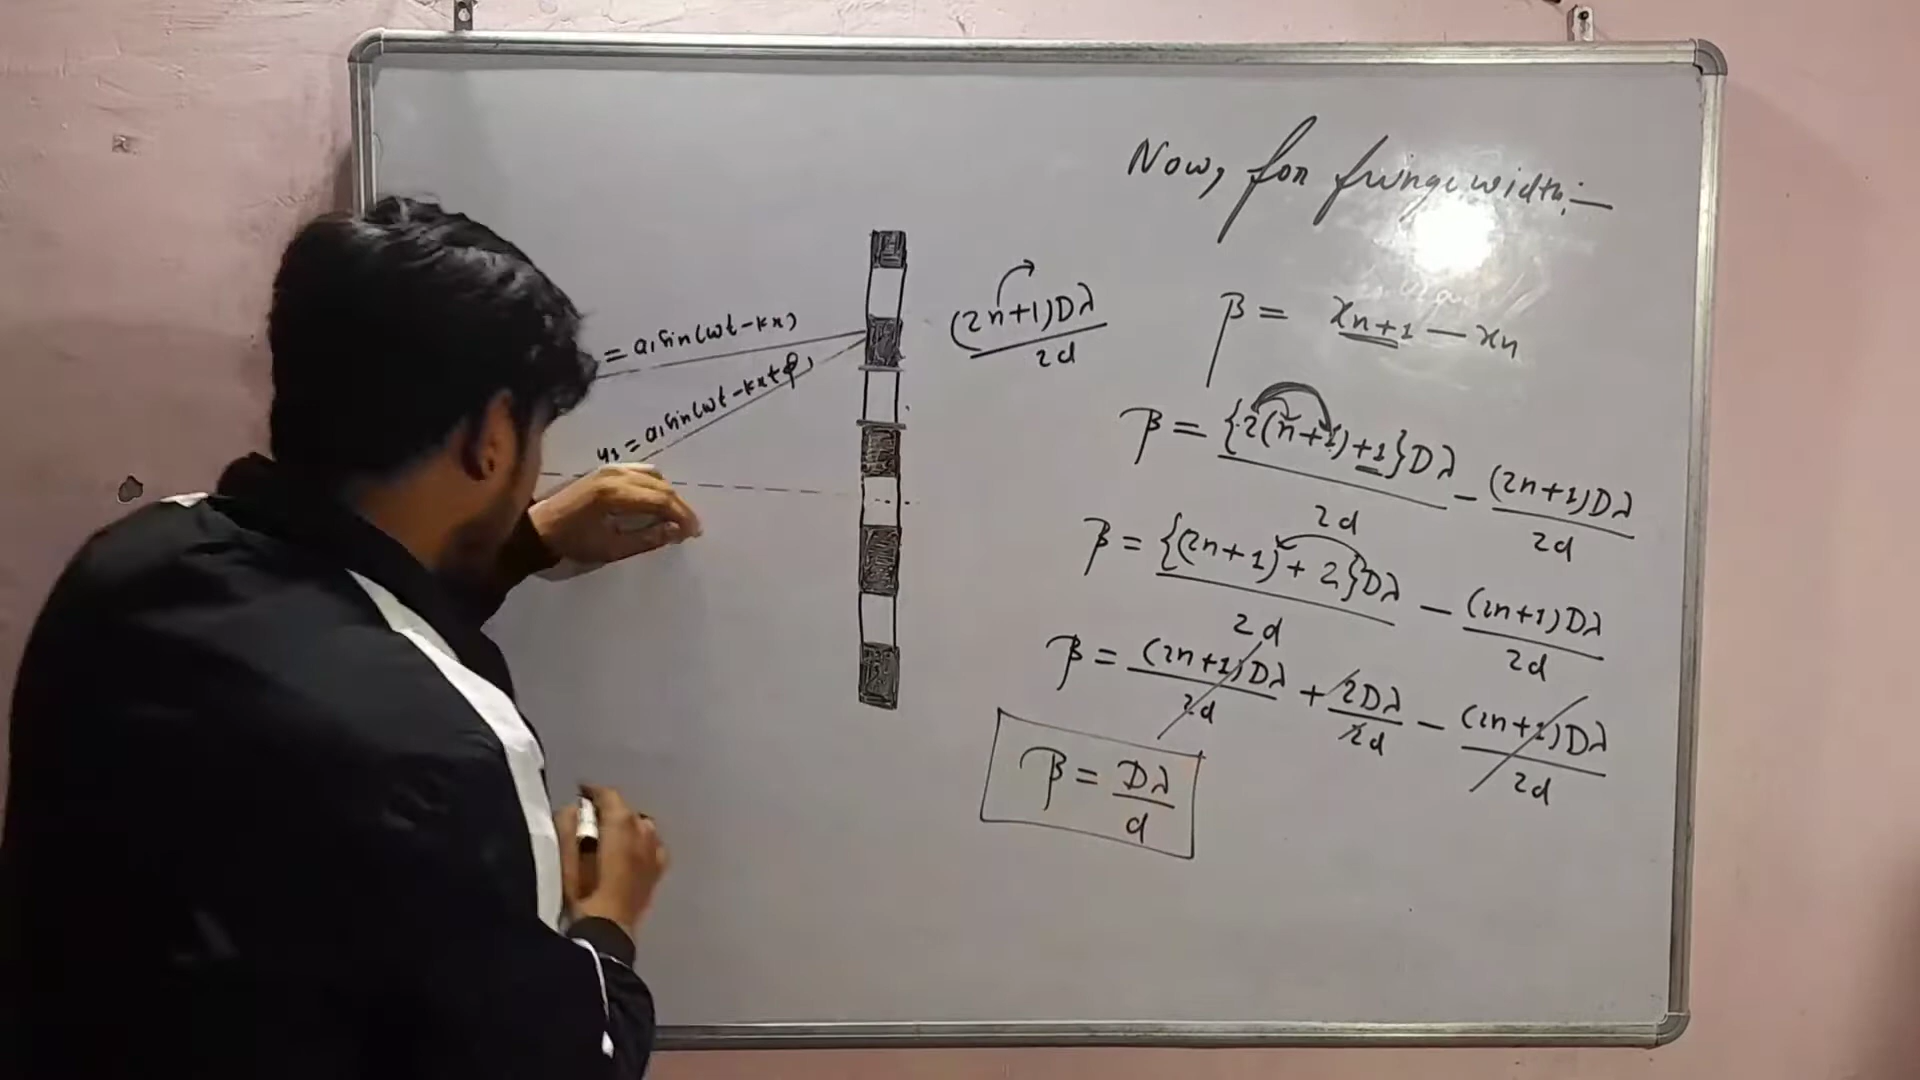 Now, for fringe width:—
= a₁ sin(ωt - kx)
y₂ = a₁ sin(ωt - kx + φ)
(2n+1)Dλ / 2d
β = xn+1 — xn
β = {2(n+1)+1}Dλ / 2d - (2n+1)Dλ / 2d
β = {(2n+1)+2}Dλ / 2d - (2n+1)Dλ / 2d
β = (2n+1)Dλ / 2d + 2Dλ / 2d - (2n+1)Dλ / 2d
β = Dλ / d